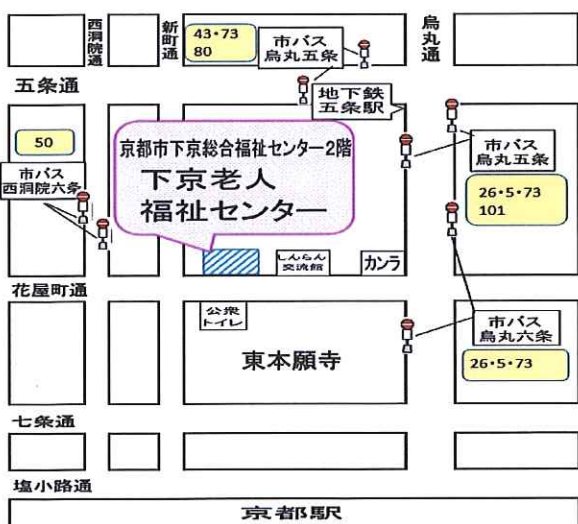 西洞院通
新町通
43・73
80
市バス
烏丸五条
烏丸通
五条通
地下鉄
五条駅
50
市バス
西洞院六条
京都市下京総合福祉センター2階
下京老人
福祉センター
市バス
烏丸五条
26・5・73
101
しんらん
交流館
カンラ
花屋町通
公衆
トイレ
市バス
烏丸六条
東本願寺
26・5・73
七条通
塩小路通
京都駅